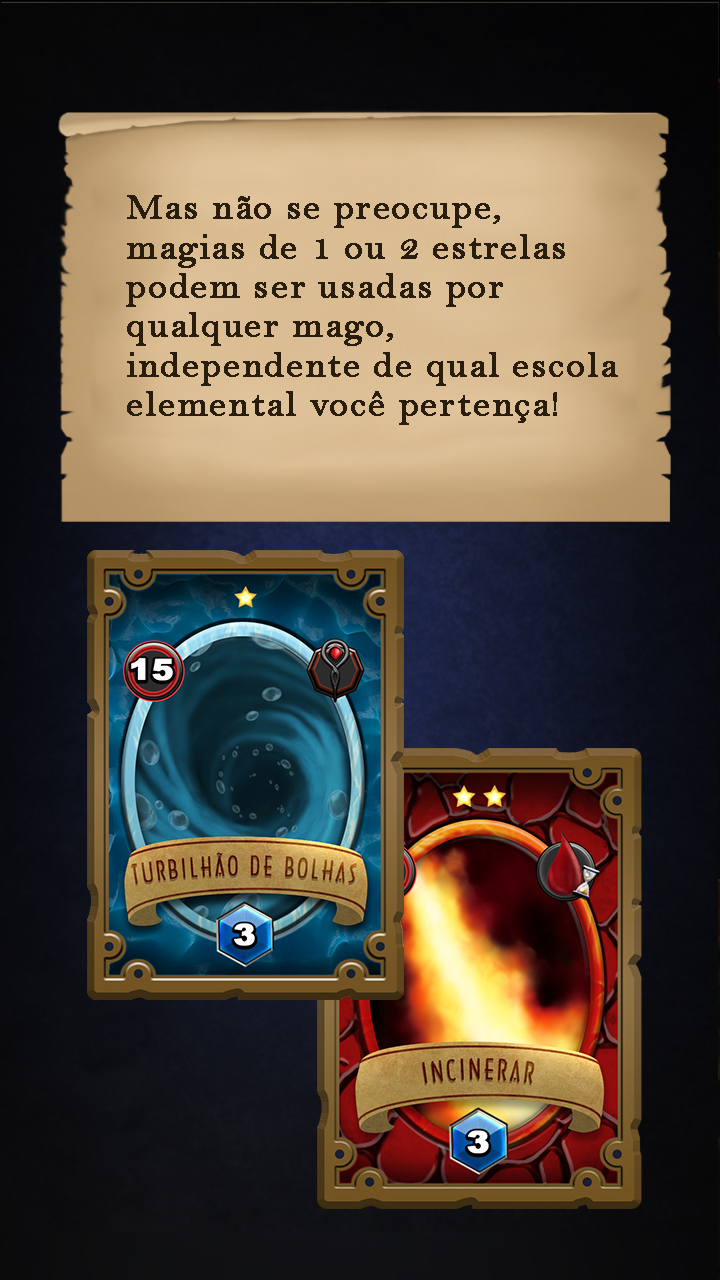 Mas não se preocupe,
magias de 1 ou 2 estrelas
podem ser usadas por
qualquer mago,
independente de qual escola
elemental você pertença!
15
TURBILHÃO DE BOLHAS
3
INCINERAR
3